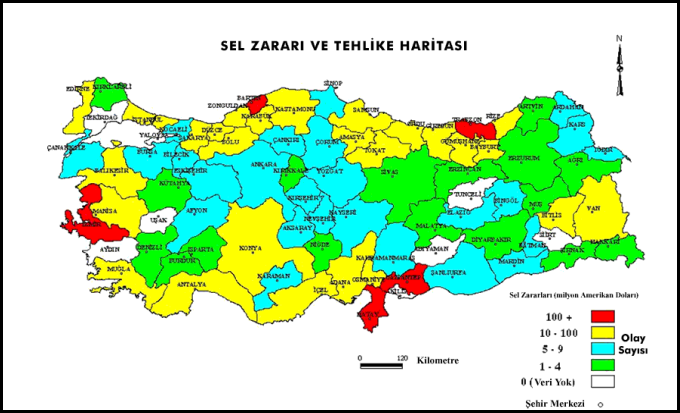 SEL ZARARI VE TEHLİKE HARİTASI
N
SİNOP
EDİRNE
KIRKLARELİ
BARTIN
ZONGULDAK
KASTAMONU
SAMSUN
ARTVİN
ARDAHAN
TEKİRDAĞ
İSTANBUL
KARABÜK
ORDU
GİRESUN
TRABZON
RİZE
KARS
YALOVA
KOCAELİ
SAKARYA
DÜZCE
BOLU
ÇANKIRI
ÇORUM
AMASYA
TOKAT
GÜMÜŞHANE
BAYBURT
ÇANAKKALE
BURSA
BİLECİK
ESKİŞEHİR
ANKARA
KIRIKKALE
YOZGAT
SİVAS
ERZİNCAN
ERZURUM
AĞRI
IĞDIR
BALIKESİR
KÜTAHYA
KIRŞEHİR
TUNCELİ
MANİSA
UŞAK
AFYON
NEVŞEHİR
KAYSERİ
ELAZIĞ
BİNGÖL
MUŞ
BİTLİS
VAN
AKSARAY
MALATYA
AYDIN
DENİZLİ
ISPARTA
BURDUR
KONYA
NİĞDE
KAHRAMANMARAŞ
ADIYAMAN
DİYARBAKIR
BATMAN
SİİRT
ŞIRNAK
HAKKARİ
MUĞLA
ANTALYA
KARAMAN
İÇEL
ADANA
OSMANİYE
GAZİANTEP
KİLİS
ŞANLIURFA
MARDİN
HATAY
Sel Zararları (milyon Amerikan Doları)
100 +
10 - 100
5 - 9
1 - 4
0 (Veri Yok)
Olay
Sayısı
Şehir Merkezi
0 120
Kilometre